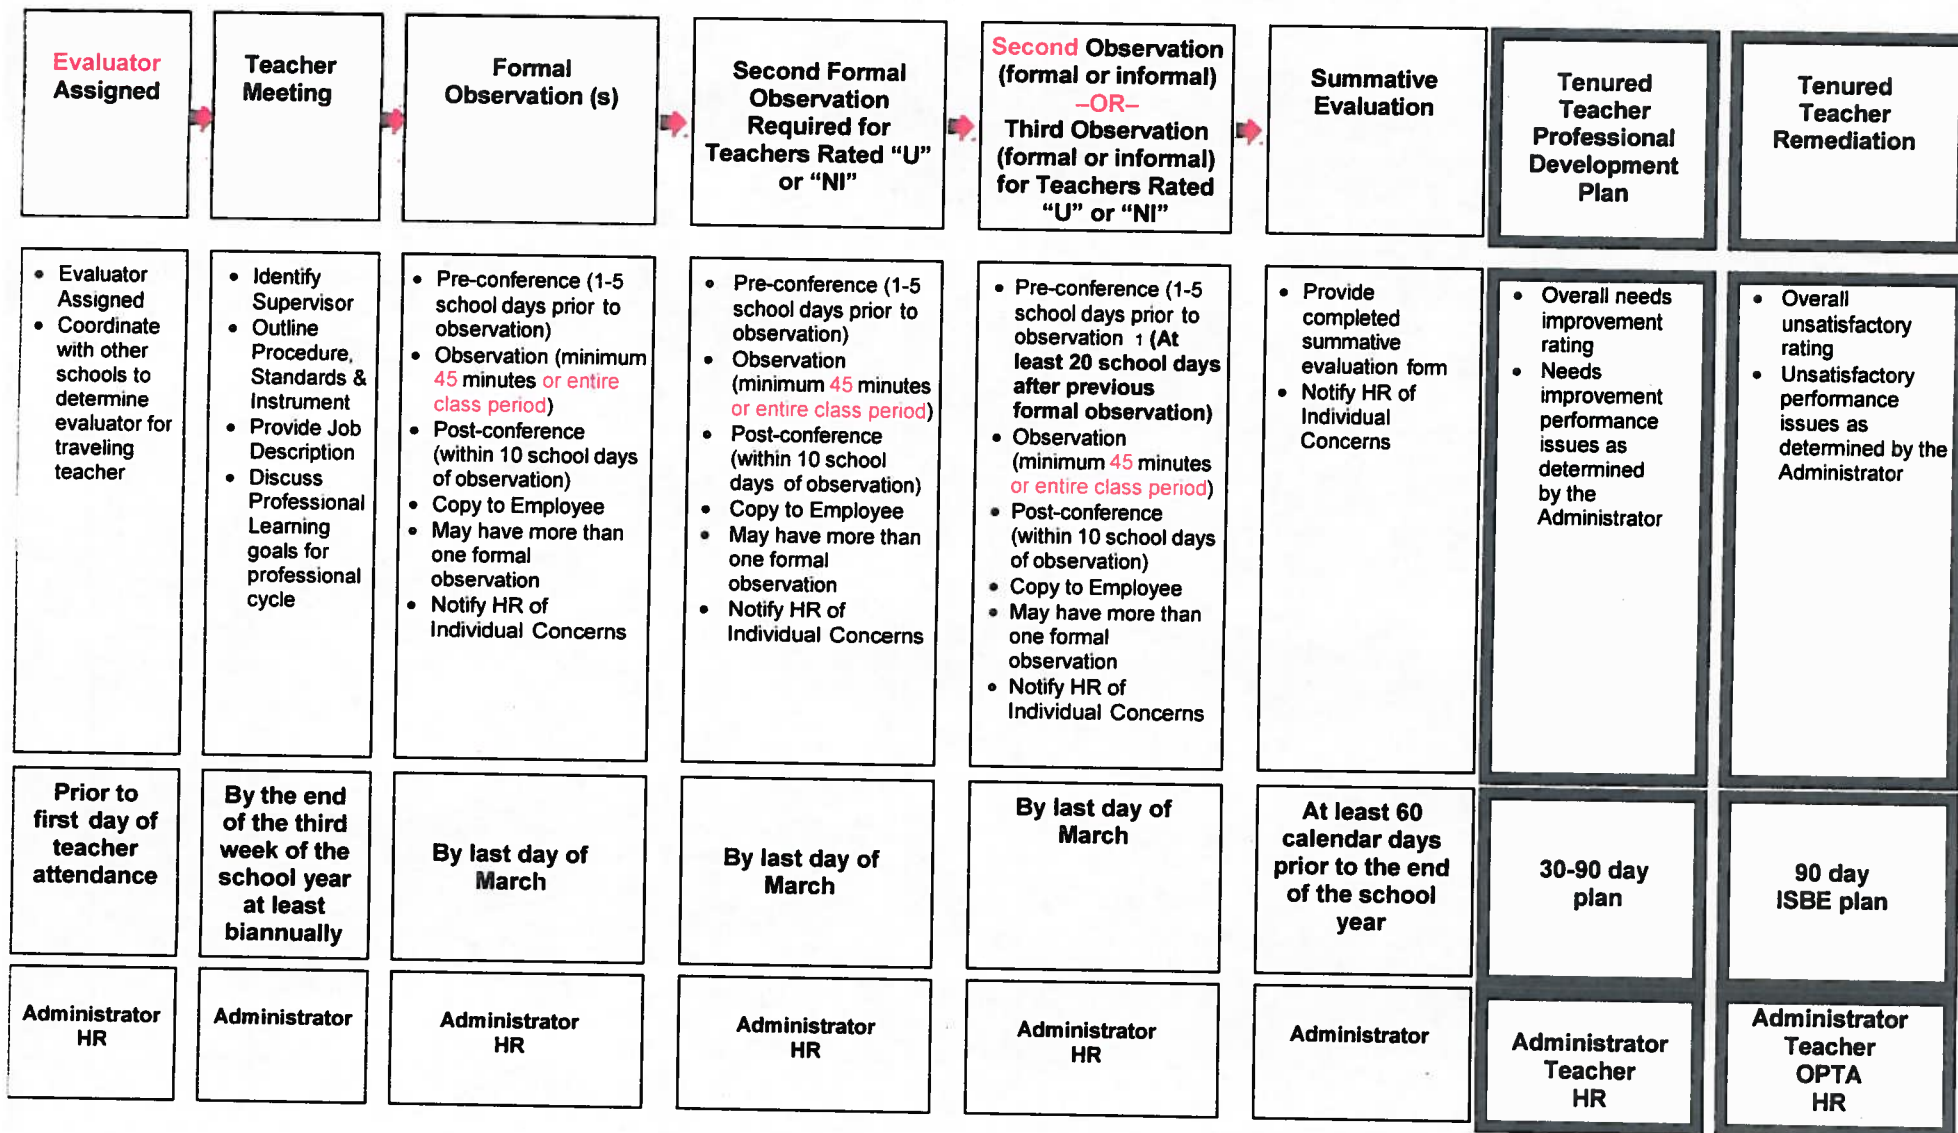 Evaluator
Assigned
Teacher
Meeting
Formal
Observation (s)
Second Formal
Observation
Required for
Teachers Rated “U”
or “NI”
Second Observation
(formal or informal)
–OR–
Third Observation
(formal or informal)
for Teachers Rated
“U” or “NI”
Summative
Evaluation
Tenured
Teacher
Professional
Development
Plan
Tenured
Teacher
Remediation
• Evaluator
Assigned
• Coordinate
with other
schools to
determine
evaluator for
traveling
teacher
• Identify
Supervisor
• Outline
Procedure,
Standards &
Instrument
• Provide Job
Description
• Discuss
Professional
Learning
goals for
professional
cycle
• Pre-conference (1-5
school days prior to
observation)
• Observation (minimum
45 minutes or entire
class period)
• Post-conference
(within 10 school days
of observation)
• Copy to Employee
• May have more than
one formal
observation
• Notify HR of
Individual Concerns
• Pre-conference (1-5
school days prior to
observation)
• Observation
(minimum 45 minutes
or entire class period)
• Post-conference
(within 10 school
days of observation)
• Copy to Employee
• May have more than
one formal
observation
• Notify HR of
Individual Concerns
• Pre-conference (1-5
school days prior to
observation 1 (At
least 20 school days
after previous
formal observation)
• Observation
(minimum 45 minutes
or entire class period)
• Post-conference
(within 10 school days
of observation)
• Copy to Employee
• May have more than
one formal
observation
• Notify HR of
Individual Concerns
• Provide
completed
summative
evaluation form
• Notify HR of
Individual
Concerns
• Overall needs
improvement
rating
• Needs
improvement
performance
issues as
determined
by the
Administrator
• Overall
unsatisfactory
rating
• Unsatisfactory
performance
issues as
determined by the
Administrator
Prior to
first day of
teacher
attendance
By the end
of the third
week of the
school year
at least
biannually
By last day of
March
By last day of
March
By last day of
March
At least 60
calendar days
prior to the end
of the school
year
30-90 day
plan
90 day
ISBE plan
Administrator
HR
Administrator
Administrator
HR
Administrator
HR
Administrator
HR
Administrator
Administrator
Teacher
HR
Administrator
Teacher
OPTA
HR